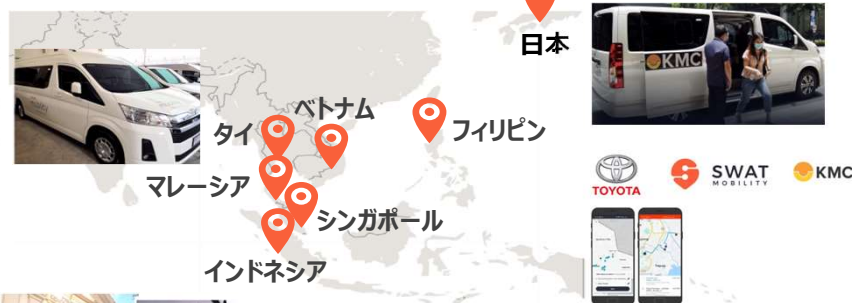 日本
KMC
ベトナム
タイ
フィリピン
マレーシア
シンガポール
インドネシア
TOYOTA
SWAT
MOBILITY
KMC